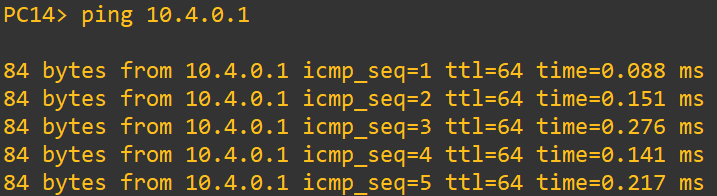 PC14> ping 10.4.0.1
84 bytes from 10.4.0.1 icmp_seq=1 ttl=64 time=0.088 ms
84 bytes from 10.4.0.1 icmp_seq=2 ttl=64 time=0.151 ms
84 bytes from 10.4.0.1 icmp_seq=3 ttl=64 time=0.276 ms
84 bytes from 10.4.0.1 icmp_seq=4 ttl=64 time=0.141 ms
84 bytes from 10.4.0.1 icmp_seq=5 ttl=64 time=0.217 ms